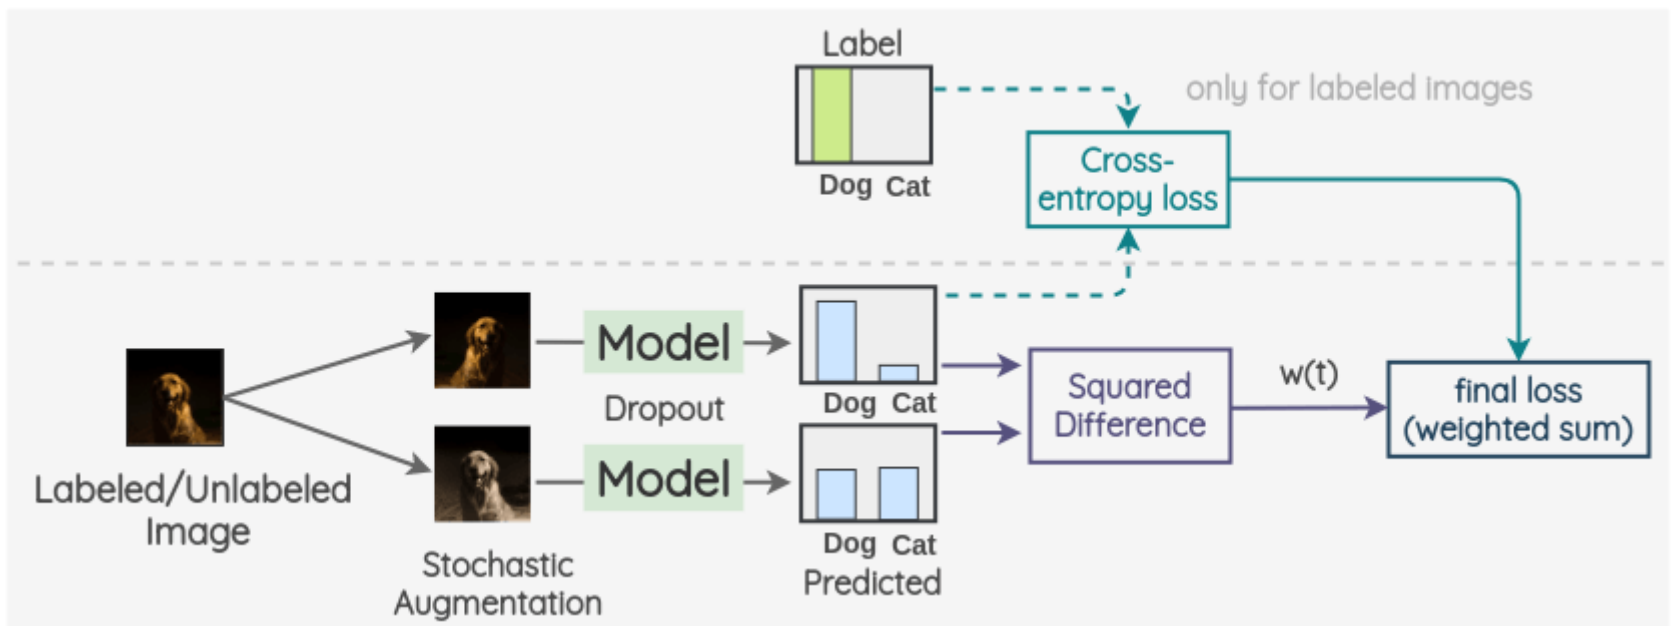 Label
only for labeled images
Dog Cat
Cross-
entropy loss
Model
Dropout
Model
Dog Cat
Dog Cat
Predicted
Labeled/Unlabeled
Image
Stochastic
Augmentation
Squared
Difference
w(t)
final loss
(weighted sum)